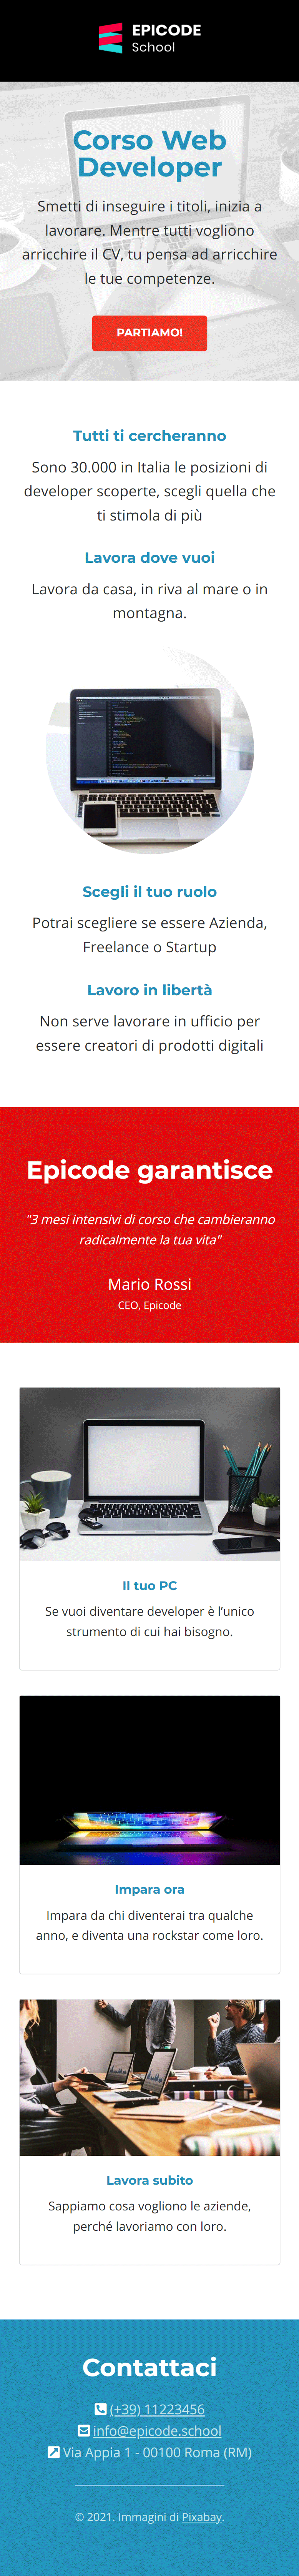 EPICODE
School
Corso Web
Developer
Smetti di inseguire i titoli, inizia a
lavorare. Mentre tutti vogliono
arricchire il CV, tu pensa ad arricchire
le tue competenze.
PARTIAMO!
Tutti ti cercheranno
Sono 30.000 in Italia le posizioni di
developer scoperte, scegli quella che
ti stimola di più
Lavora dove vuoi
Lavora da casa, in riva al mare o in
montagna.
Scegli il tuo ruolo
Potrai scegliere se essere Azienda,
Freelance o Startup
Lavoro in libertà
Non serve lavorare in ufficio per
essere creatori di prodotti digitali
Epicode garantisce
"3 mesi intensivi di corso che cambieranno
radicalmente la tua vita"
Mario Rossi
CEO, Epicode
Il tuo PC
Se vuoi diventare developer è l'unico
strumento di cui hai bisogno.
Impara ora
Impara da chi diventerai tra qualche
anno, e diventa una rockstar come loro.
Lavora subito
Sappiamo cosa vogliono le aziende,
perché lavoriamo con loro.
Contattaci
(+39) 11223456
info@epicode.school
Via Appia 1 - 00100 Roma (RM)
© 2021. Immagini di Pixabay.